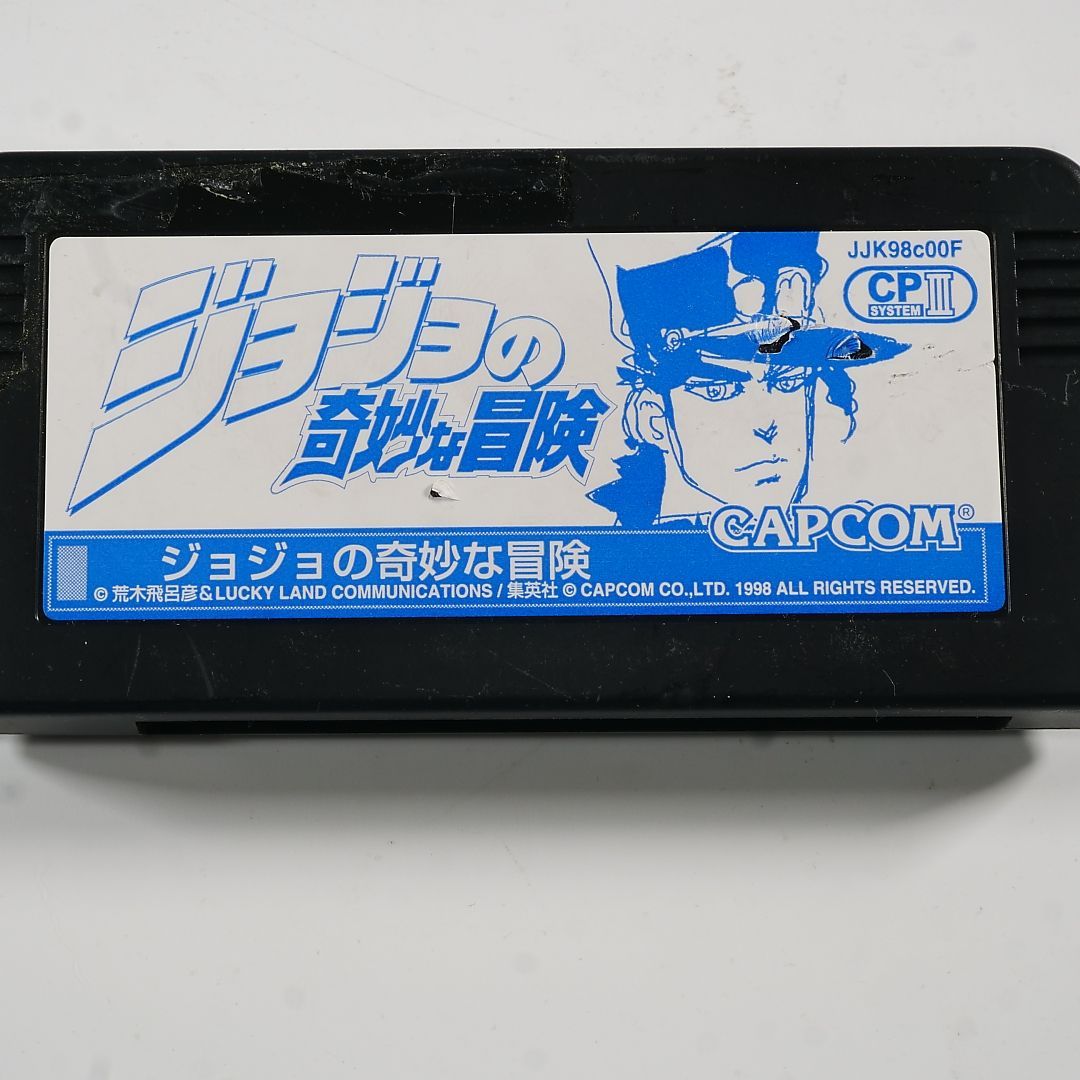 ジョジョの
奇妙な冒険
JJK98c00F
CP SYSTEM III
CAPCOM®
ジョジョの奇妙な冒険
© 荒木飛呂彦&LUCKY LAND COMMUNICATIONS / 集英社 © CAPCOM CO.,LTD. 1998 ALL RIGHTS RESERVED.